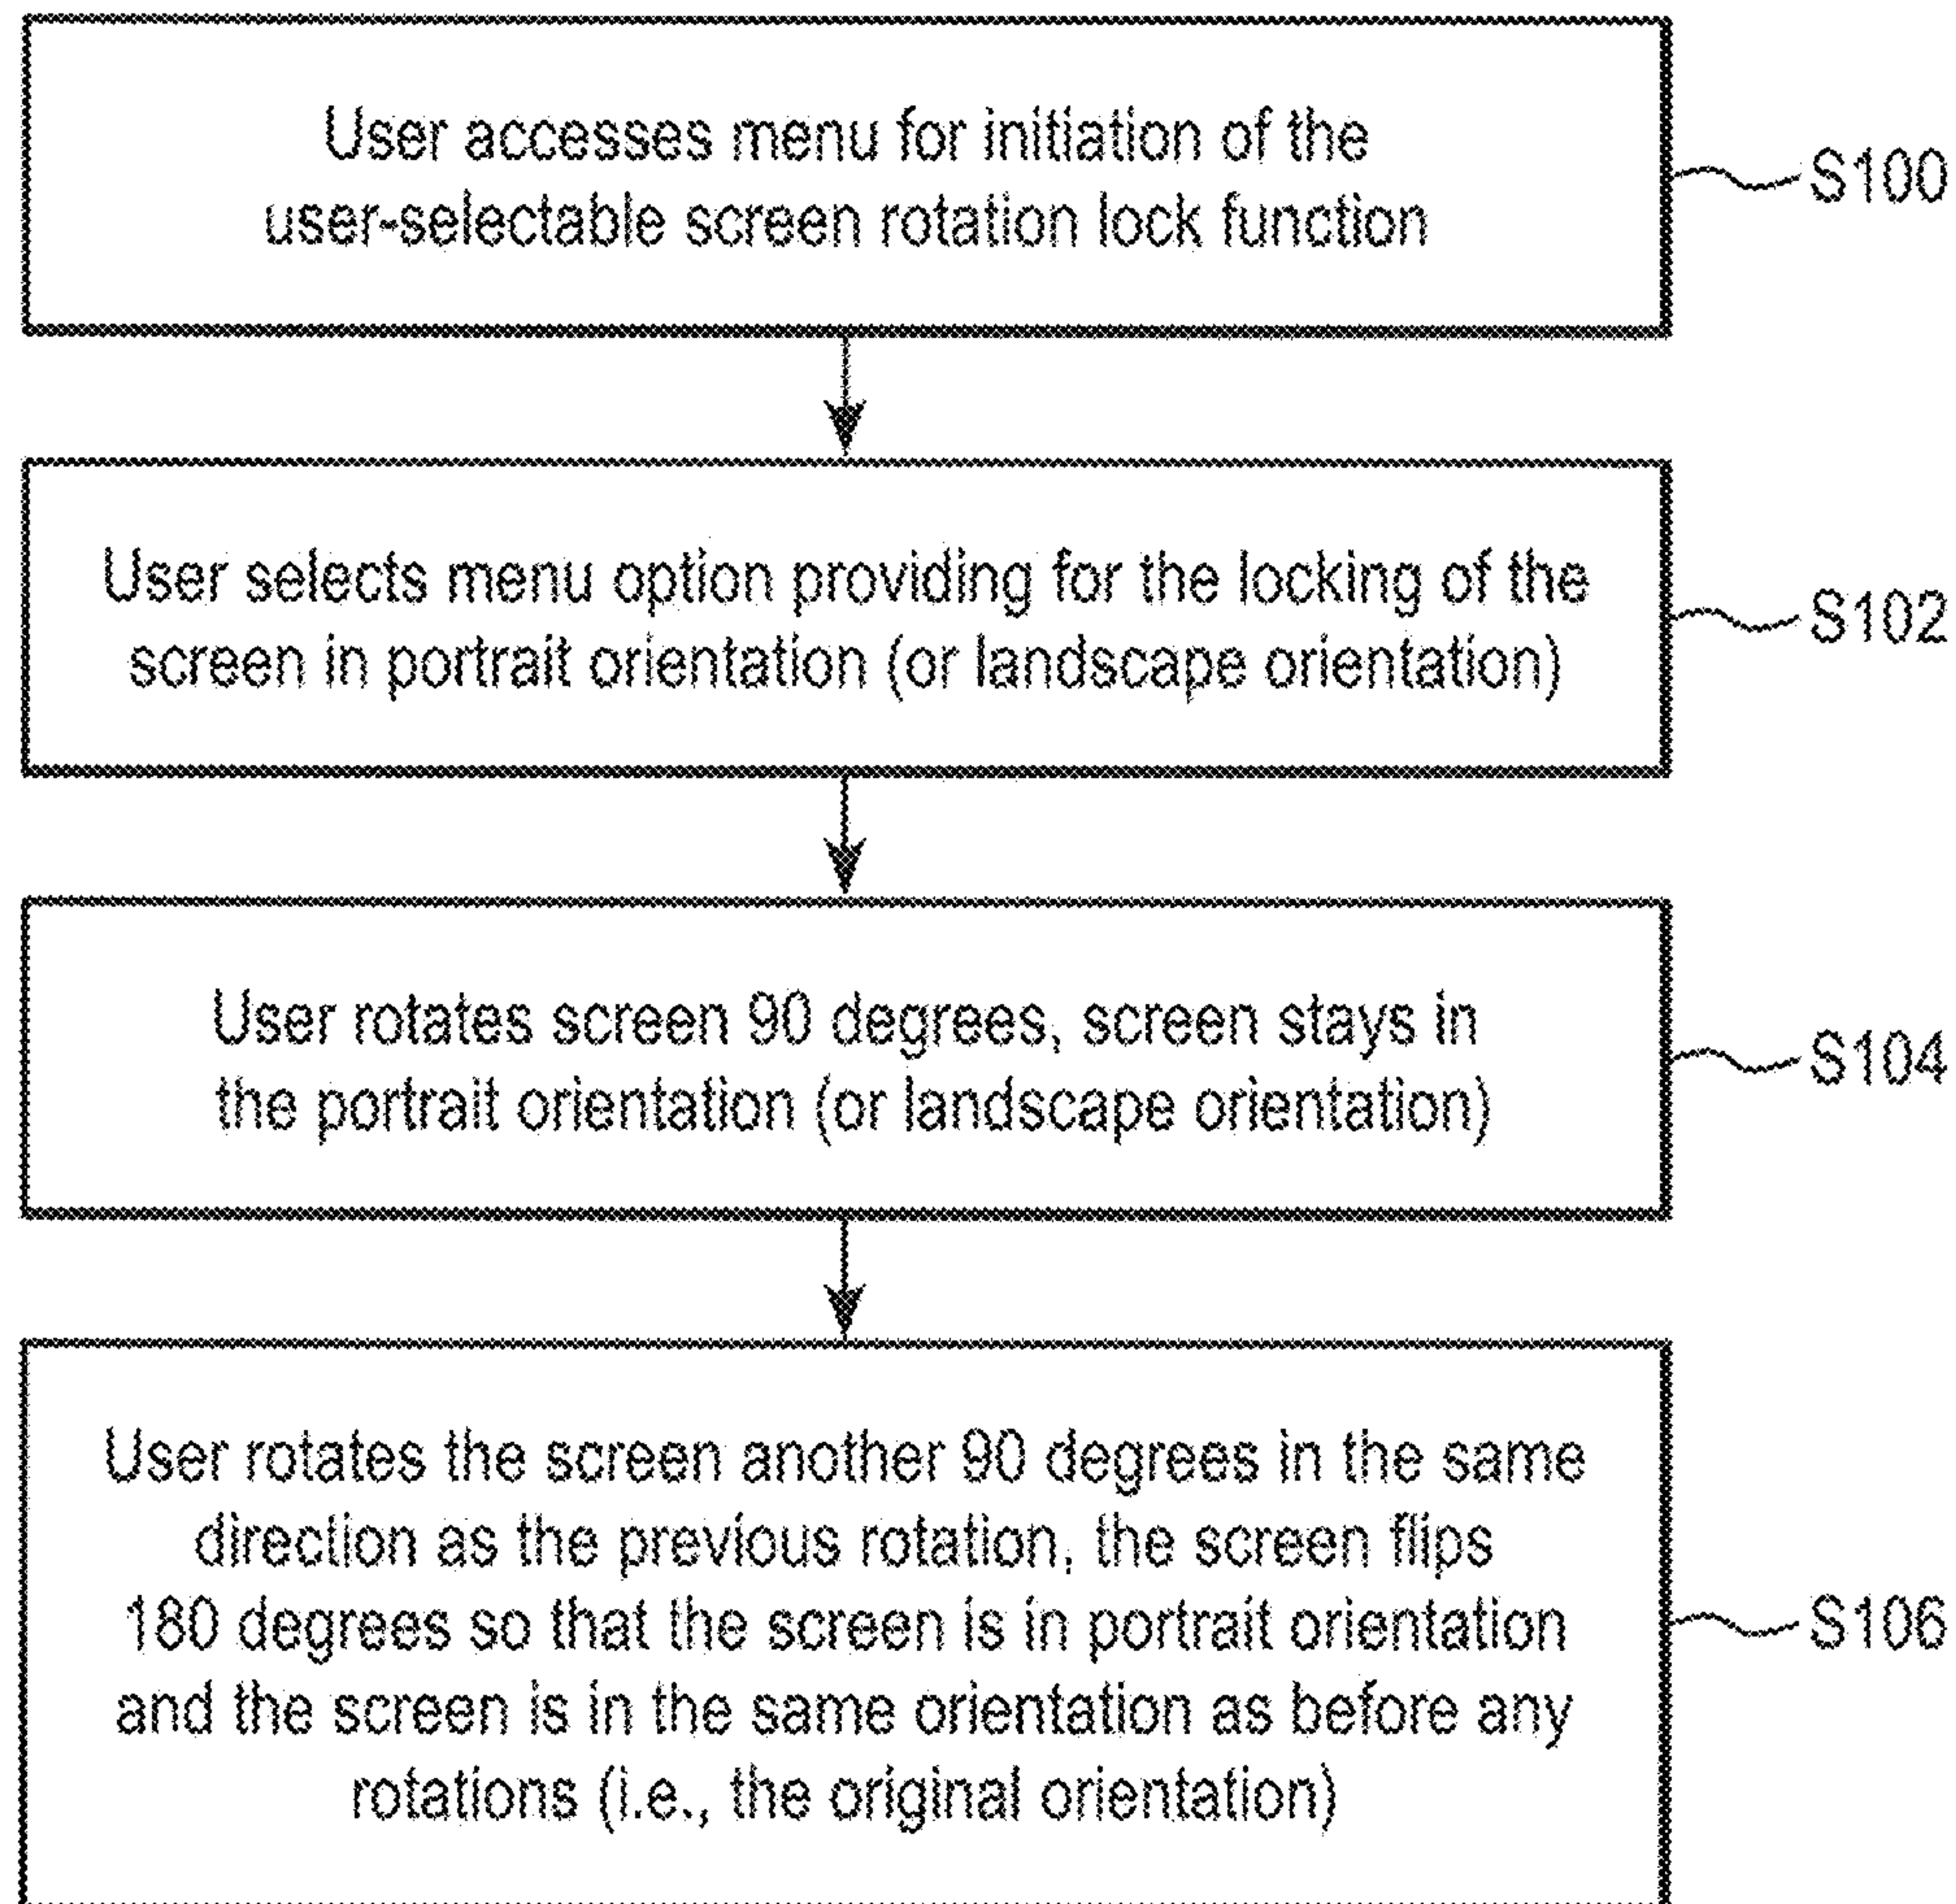 User accesses menu for initiation of the
user-selectable screen rotation lock function
S100
User selects menu option providing for the locking of the
screen in portrait orientation (or landscape orientation)
S102
User rotates screen 90 degrees, screen stays in
the portrait orientation (or landscape orientation)
S104
User rotates the screen another 90 degrees in the same
direction as the previous rotation, the screen flips
180 degrees so that the screen is in portrait orientation
and the screen is in the same orientation as before any
rotations (i.e., the original orientation)
S106